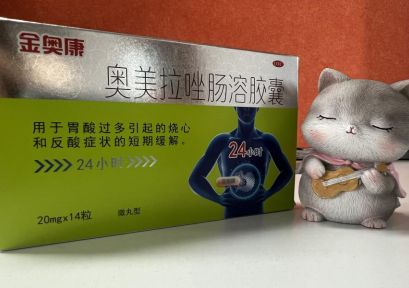 金奥康
OTC
奥美拉唑肠溶胶囊
用于胃酸过多引起的烧心
和反酸症状的短期缓解。
24小时
24小时
20mg×14粒
微丸型